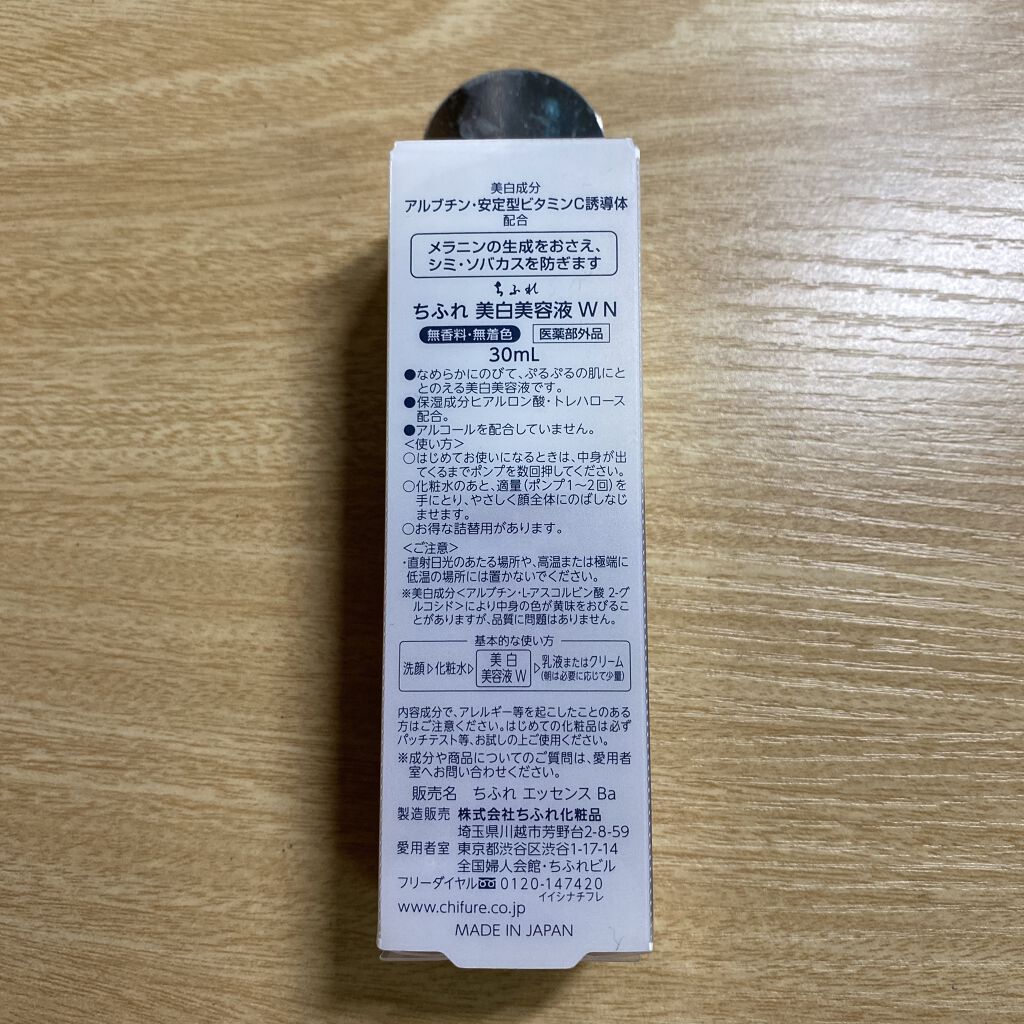 美白成分
アルブチン・安定型ビタミンC誘導体
配合
メラニンの生成をおさえ、
シミ・ソバカスを防ぎます
ちふれ
ちふれ 美白美容液 W N
無香料・無着色 医薬部外品
30mL
●なめらかにのびて、ぷるぷるの肌にと
とのえる美白美容液です。
●保湿成分ヒアルロン酸・トレハロース
配合。
●アルコールを配合していません。
<使い方>
○はじめてお使いになるときは、中身が出
てくるまでポンプを数回押してください。
○化粧水のあと、適量(ポンプ1~2回)を
手にとり、やさしく顔全体にのばしなじ
ませます。
○お得な詰替用があります。
<ご注意>
・直射日光のあたる場所や、高温または極端に
低温の場所には置かないでください。
※美白成分<アルブチン・L-アスコルビン酸 2-グ
ルコシド>により中身の色が黄味をおびるこ
とがありますが、品質に問題はありません。
基本的な使い方
洗顔▷化粧水▷美白美容液 W▷乳液またはクリーム
(朝は必要に応じて少量)
内容成分で、アレルギー等を起こしたことのある
方はご注意ください。はじめての化粧品は必ず
パッチテスト等、お試しの上ご使用ください。
※成分や商品についてのご質問は、愛用者
室へお問い合わせください。
販売名 ちふれ エッセンス Ba
製造販売 株式会社ちふれ化粧品
埼玉県川越市芳野台2-8-59
愛用者室 東京都渋谷区渋谷1-17-14
全国婦人会館・ちふれビル
フリーダイヤル 0120-147420
イイシナチフレ
www.chifure.co.jp
MADE IN JAPAN